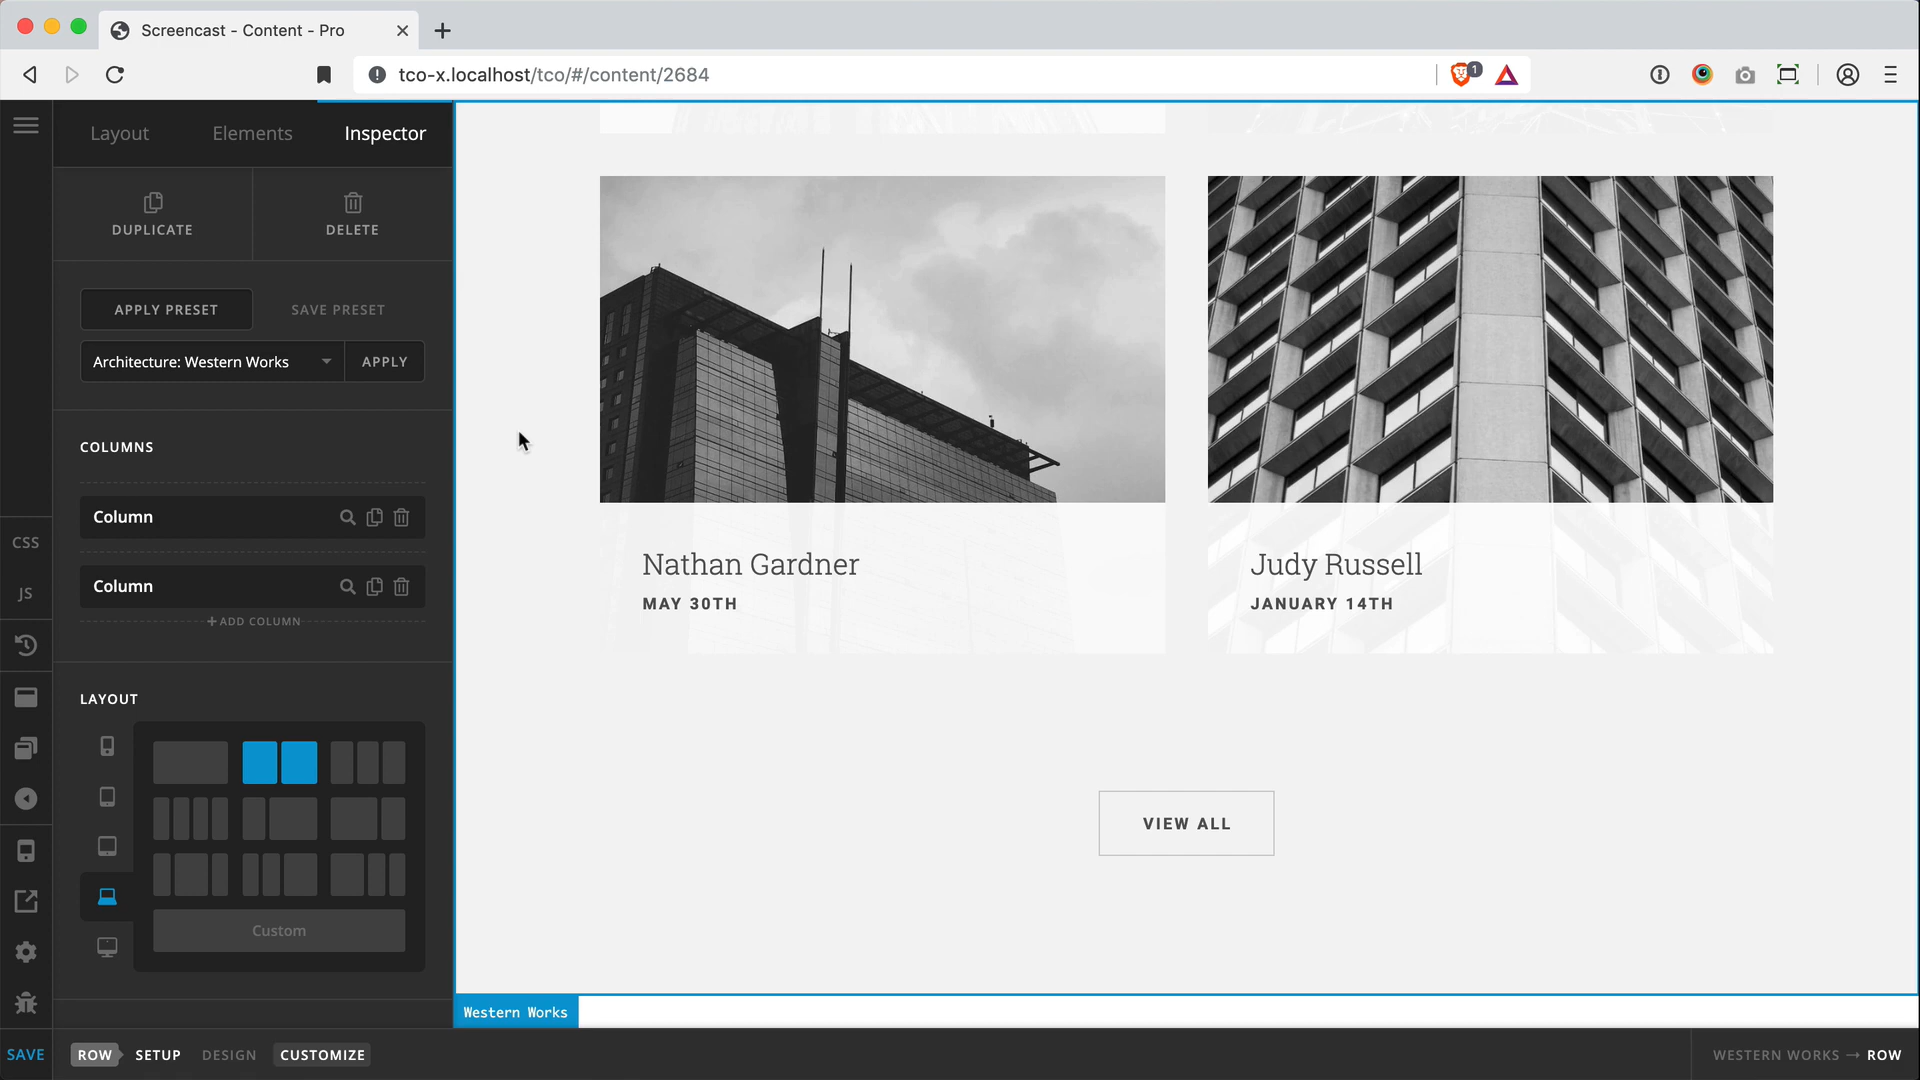 Screencast - Content - Pro
tco-x.localhost/tco/#/content/2684
1
Layout
Elements
Inspector
DUPLICATE
DELETE
APPLY PRESET
SAVE PRESET
Architecture: Western Works
APPLY
COLUMNS
Column
Column
ADD COLUMN
CSS
JS
LAYOUT
Custom
Nathan Gardner
MAY 30TH
Judy Russell
JANUARY 14TH
VIEW ALL
Western Works
SAVE
ROW
SETUP
DESIGN
CUSTOMIZE
WESTERN WORKS → ROW